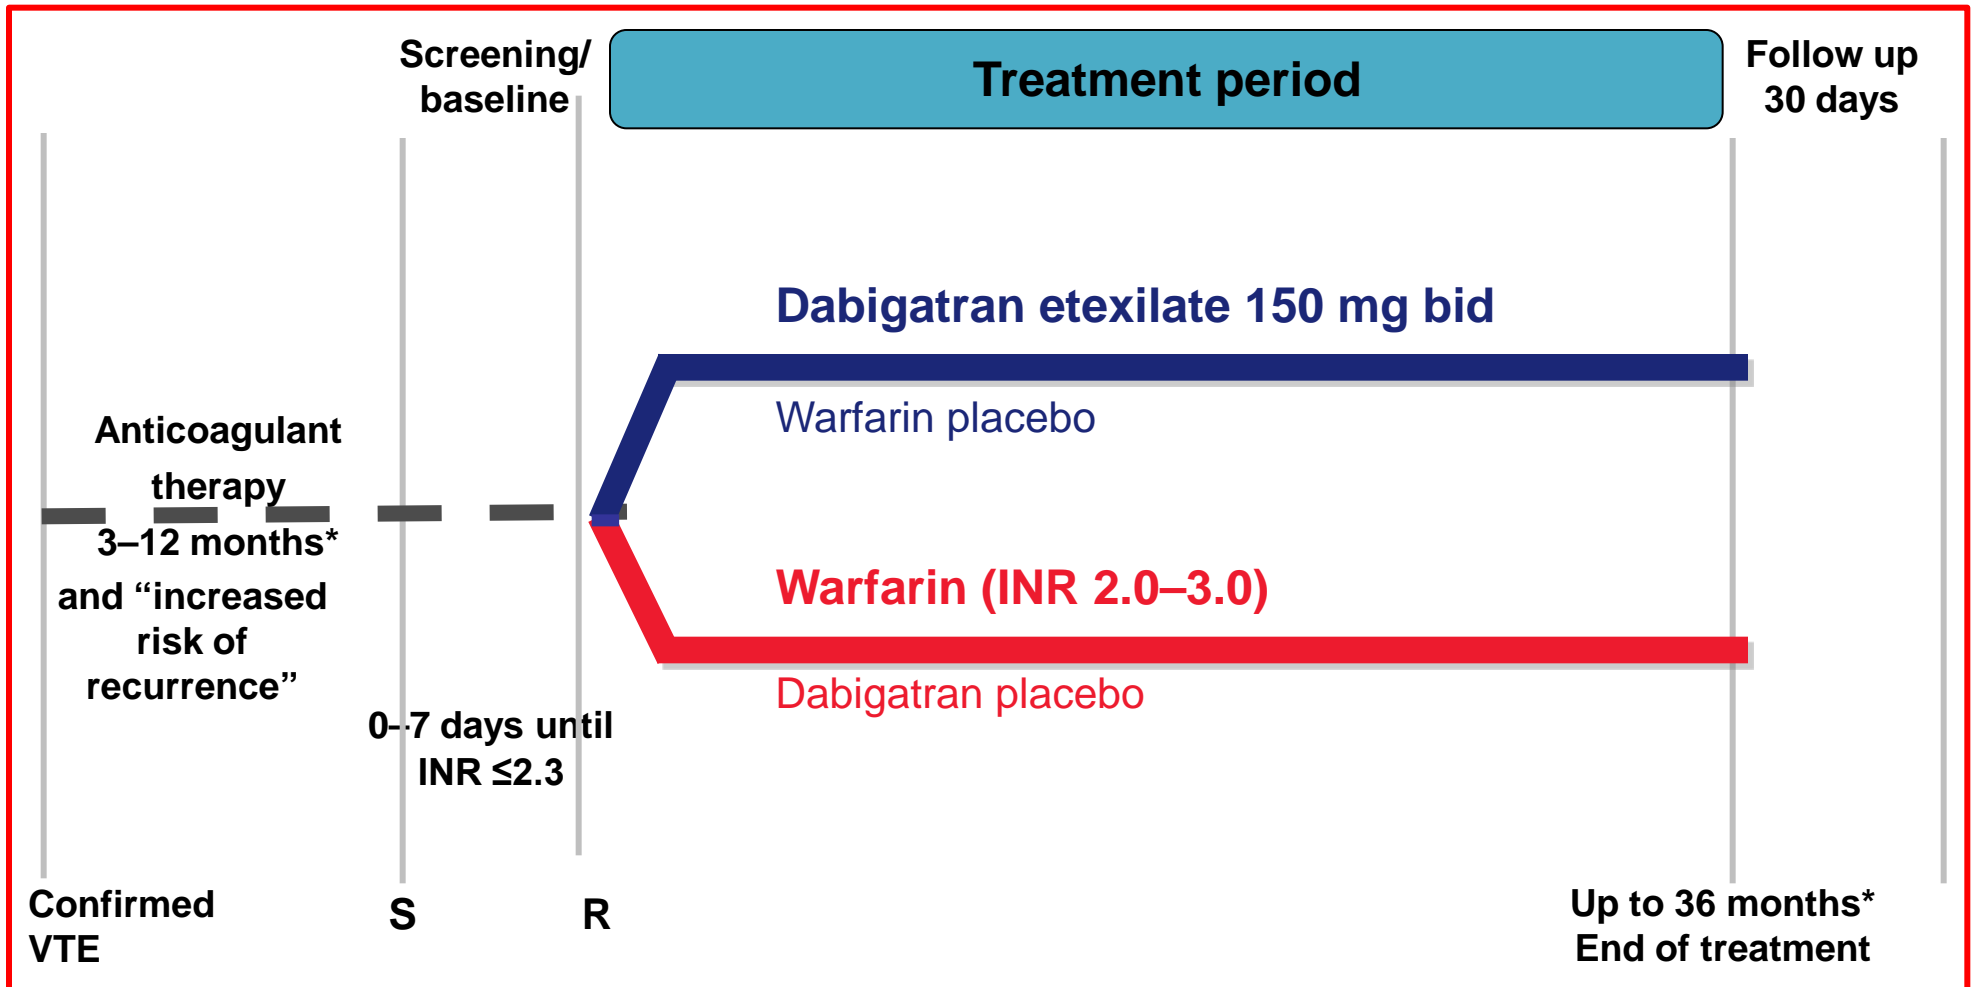 Screening/
baseline
Treatment period
Follow up
30 days
Dabigatran etexilate 150 mg bid
Warfarin placebo
Anticoagulant
therapy
3–12 months*
and “increased
risk of
recurrence”
Warfarin (INR 2.0–3.0)
Dabigatran placebo
0–7 days until
INR ≤2.3
Confirmed
VTE
S
R
Up to 36 months*
End of treatment